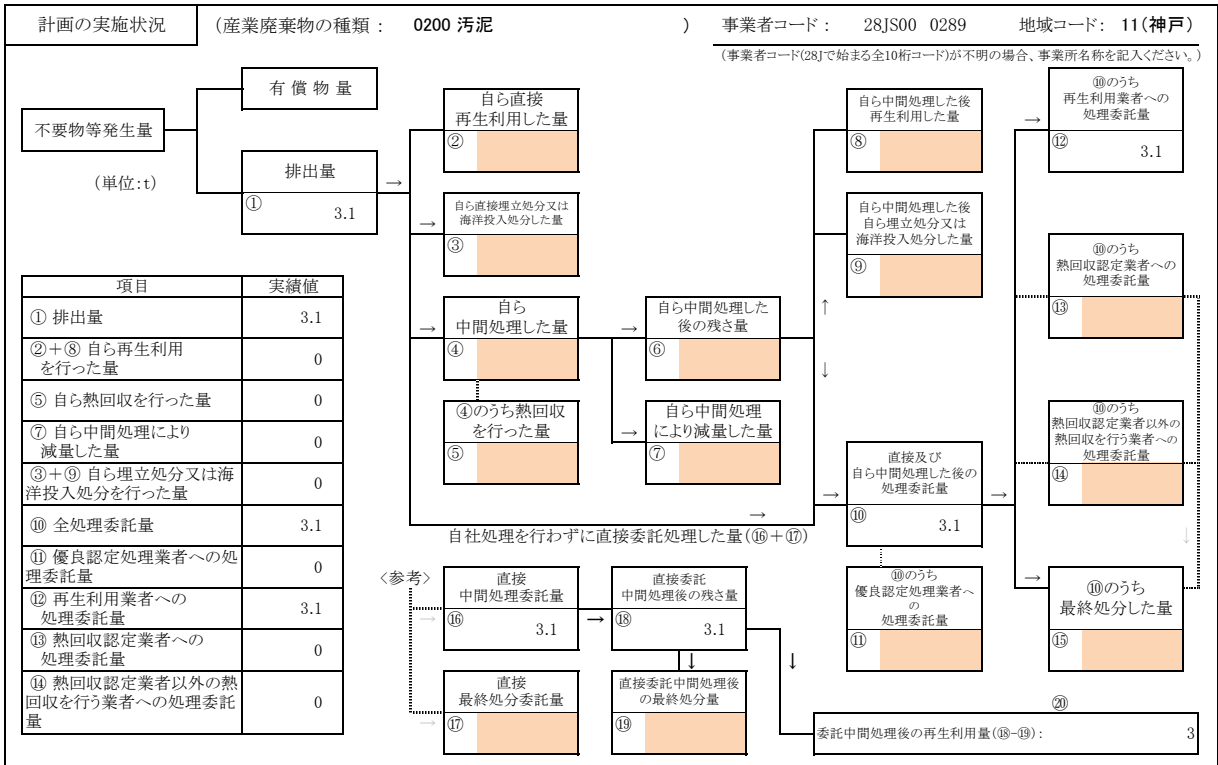 計画の実施状況
(産業廃棄物の種類： 0200 汚泥 ) 事業者コード： 28JS00 0289 地域コード： 11(神戸)
(事業者コード(28Jで始まる全10桁コード)が不明の場合、事業所名称を記入ください。)
不要物等発生量
(単位:t)
有償物量
→
排出量
① 3.1
自ら直接
再生利用した量
②
→
自ら直接埋立処分又は
海洋投入処分した量
③
→
自ら
中間処理した量
④
④のうち熱回収
を行った量
⑤
→
自ら中間処理した
後の残さ量
⑥
→
自ら中間処理
により減量した量
⑦
自ら中間処理した後
再生利用した量
⑧
自ら中間処理した後
自ら埋立処分又は
海洋投入処分した量
⑨
↑
↓
→
直接及び
自ら中間処理した後の
処理委託量
⑩ 3.1
→
⑩のうち
優良認定処理業者へ
の
処理委託量
⑪
→
⑩のうち
再生利用業者への
処理委託量
⑫ 3.1
⑩のうち
熱回収認定業者への
処理委託量
⑬
⑩のうち
熱回収認定業者以外の
熱回収を行う業者への
処理委託量
⑭
↓
→
⑩のうち
最終処分した量
⑮
項目 実績値
① 排出量 3.1
②＋⑧ 自ら再生利用
を行った量 0
⑤ 自ら熱回収を行った量 0
⑦ 自ら中間処理により
減量した量 0
③＋⑨ 自ら埋立処分又は海
洋投入処分を行った量 0
⑩ 全処理委託量 3.1
⑪ 優良認定処理業者への処
理委託量 0
⑫ 再生利用業者への
処理委託量 3.1
⑬ 熱回収認定業者への
処理委託量 0
⑭ 熱回収認定業者以外の熱
回収を行う業者への処理委託
量 0
→
自社処理を行わずに直接委託処理した量(⑯＋⑰)
〈参考〉
→
直接
中間処理委託量
⑯ 3.1
→
直接委託
中間処理後の残さ量
⑱ 3.1
↓
↓
→
直接
最終処分委託量
⑰
直接委託中間処理後
の最終処分量
⑲
⑳
委託中間処理後の再生利用量(⑱-⑲)： 3